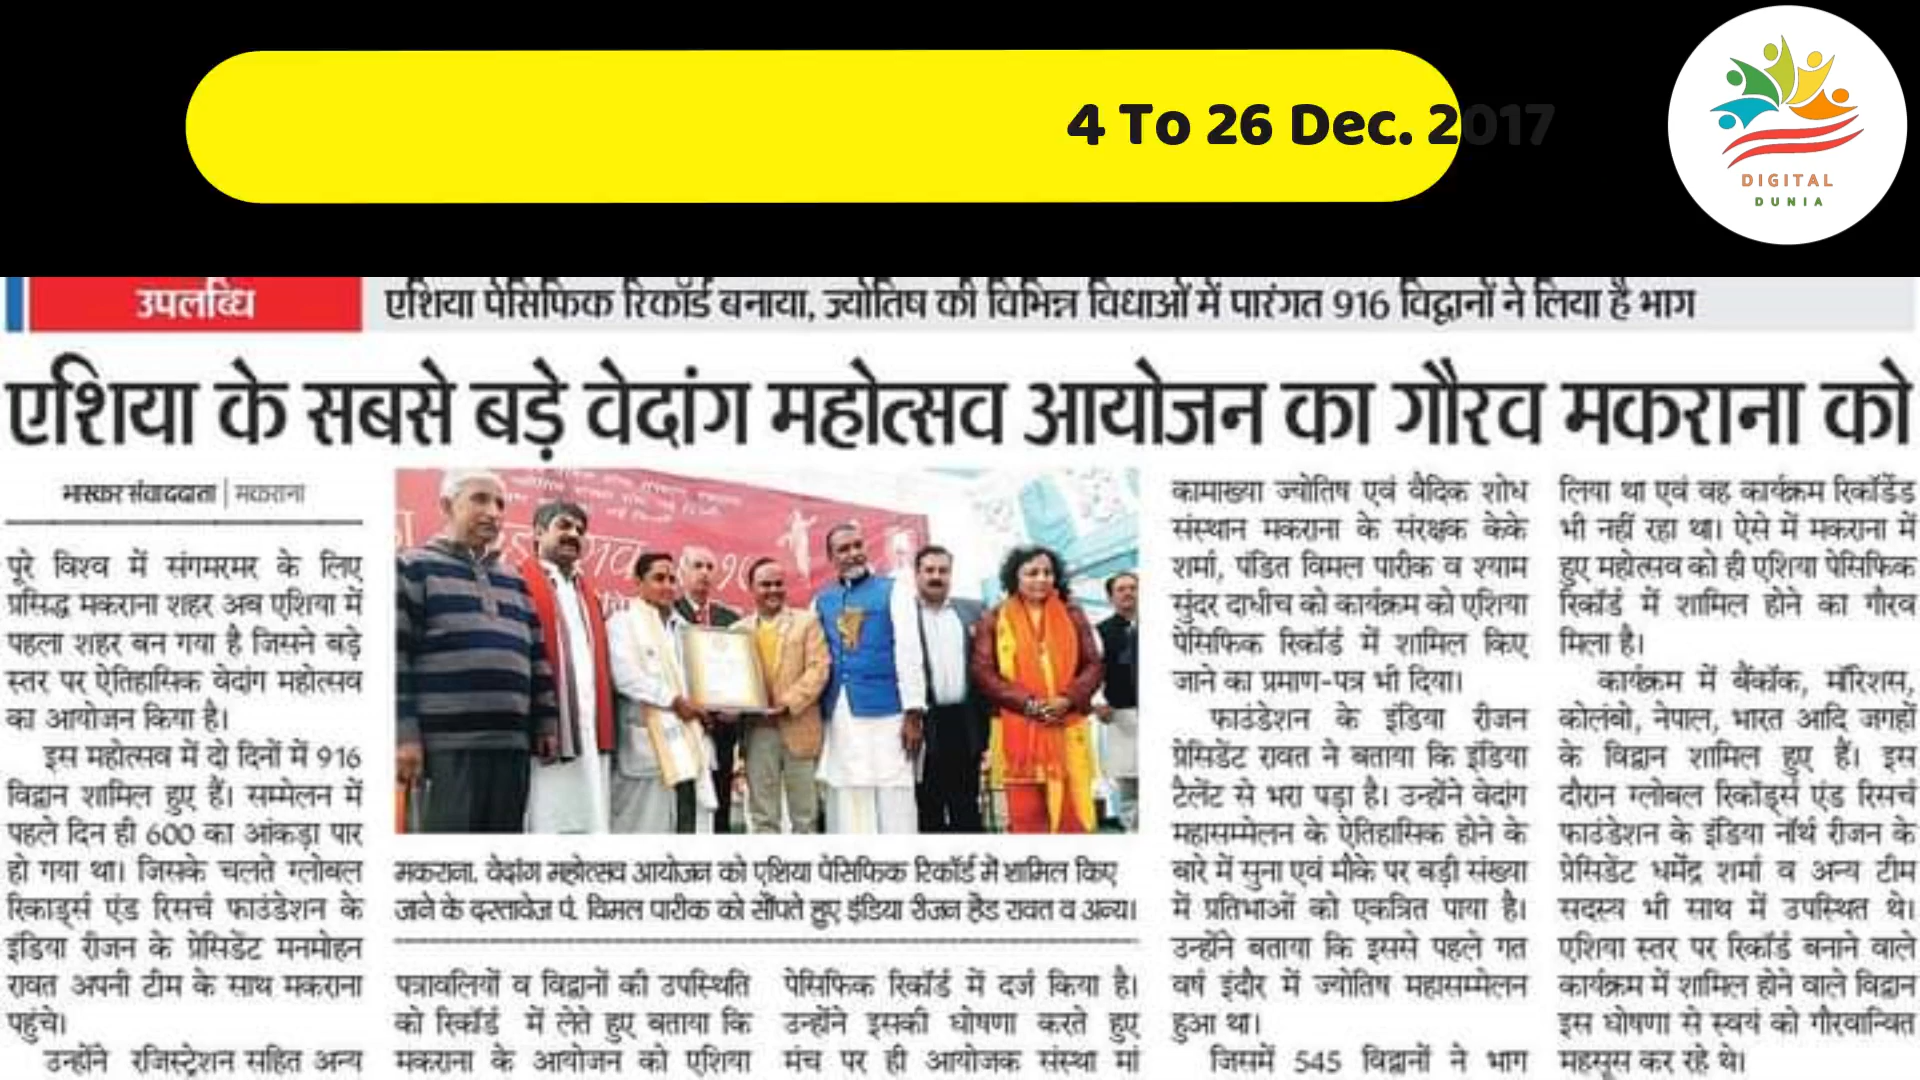 4 To 26 Dec. 2017
DIGITAL
DUNIA
उपलब्धि
एशिया पेसिफिक रिकॉर्ड बनाया, ज्योतिष की विभिन्न विधाओं में पारंगत 916 विद्वानों ने लिया है भाग
एशिया के सबसे बड़े वेदांग महोत्सव आयोजन का गौरव मकराना को
भास्कर संवाददाता | मकराना
पूरे विश्व में संगमरमर के लिए
प्रसिद्ध मकराना शहर अब एशिया में
पहला शहर बन गया है जिसने बड़े
स्तर पर ऐतिहासिक वेदांग महोत्सव
का आयोजन किया है।
इस महोत्सव में दो दिनों में 916
विद्वान शामिल हुए हैं। सम्मेलन में
पहले दिन ही 600 का आंकड़ा पार
हो गया था। जिसके चलते ग्लोबल
रिकाड्र्स एंड रिसर्च फाउंडेशन के
इंडिया रीजन के प्रेसिडेंट मनमोहन
रावत अपनी टीम के साथ मकराना
पहुंचे।
उन्होंने रजिस्ट्रेशन सहित अन्य
मकराना. वेदांग महोत्सव आयोजन को एशिया पेसिफिक रिकॉर्ड में शामिल किए
जाने के दस्तावेज पं. विमल पारीक को सौंपते हुए इंडिया रीजन हैड रावत व अन्य।
पत्रावलियों व विद्वानों की उपस्थिति
को रिकॉर्ड में लेते हुए बताया कि
मकराना के आयोजन को एशिया
पेसिफिक रिकॉर्ड में दर्ज किया है।
उन्होंने इसकी घोषणा करते हुए
मंच पर ही आयोजक संस्था मां
कामाख्या ज्योतिष एवं वैदिक शोध
संस्थान मकराना के संरक्षक केके
शर्मा, पंडित विमल पारीक व श्याम
सुंदर दाधीच को कार्यक्रम को एशिया
पेसिफिक रिकॉर्ड में शामिल किए
जाने का प्रमाण-पत्र भी दिया।
फाउंडेशन के इंडिया रीजन
प्रेसिडेंट रावत ने बताया कि इंडिया
टैलेंट से भरा पड़ा है। उन्होंने वेदांग
महासम्मेलन के ऐतिहासिक होने के
बारे में सुना एवं मौके पर बड़ी संख्या
में प्रतिभाओं को एकत्रित पाया है।
उन्होंने बताया कि इससे पहले गत
वर्ष इंदौर में ज्योतिष महासम्मेलन
हुआ था।
जिसमें 545 विद्वानों ने भाग
लिया था एवं वह कार्यक्रम रिकॉर्डेड
भी नहीं रहा था। ऐसे में मकराना में
हुए महोत्सव को ही एशिया पेसिफिक
रिकॉर्ड में शामिल होने का गौरव
मिला है।
कार्यक्रम में बैंकॉक, मॉरिशस,
कोलंबो, नेपाल, भारत आदि जगहों
के विद्वान शामिल हुए हैं। इस
दौरान ग्लोबल रिकॉड्र्स एंड रिसर्च
फाउंडेशन के इंडिया नॉर्थ रीजन के
प्रेसिडेंट धर्मेंद्र शर्मा व अन्य टीम
सदस्य भी साथ में उपस्थित थे।
एशिया स्तर पर रिकॉर्ड बनाने वाले
कार्यक्रम में शामिल होने वाले विद्वान
इस घोषणा से स्वयं को गौरवान्वित
महसूस कर रहे थे।